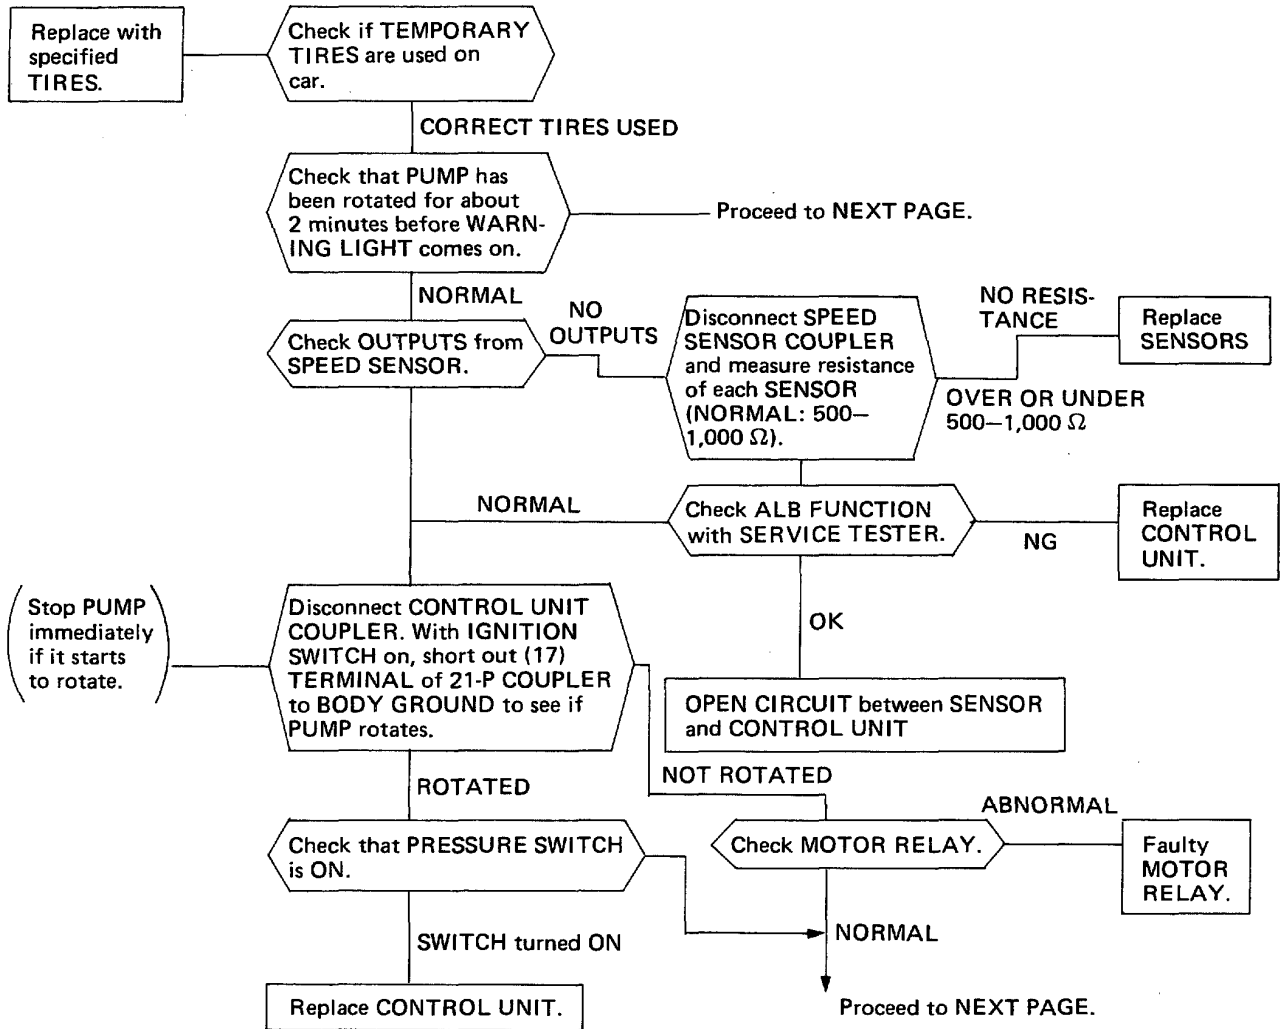 Replace with
specified
TIRES.
Check if TEMPORARY
TIRES are used on
car.
CORRECT TIRES USED
Check that PUMP has
been rotated for about
2 minutes before WARN-
ING LIGHT comes on.
Proceed to NEXT PAGE.
NORMAL
Check OUTPUTS from
SPEED SENSOR.
NO
OUTPUTS
Disconnect SPEED
SENSOR COUPLER
and measure resistance
of each SENSOR
(NORMAL: 500—
1,000 Ω).
NO RESIS-
TANCE
OVER OR UNDER
500—1,000 Ω
Replace
SENSORS
NORMAL
Check ALB FUNCTION
with SERVICE TESTER.
NG
Replace
CONTROL
UNIT.
OK
OPEN CIRCUIT between SENSOR
and CONTROL UNIT
(Stop PUMP
immediately
if it starts
to rotate.)
Disconnect CONTROL UNIT
COUPLER. With IGNITION
SWITCH on, short out (17)
TERMINAL of 21-P COUPLER
to BODY GROUND to see if
PUMP rotates.
ROTATED
NOT ROTATED
Check that PRESSURE SWITCH
is ON.
Check MOTOR RELAY.
ABNORMAL
Faulty
MOTOR
RELAY.
NORMAL
SWITCH turned ON
Replace CONTROL UNIT.
Proceed to NEXT PAGE.